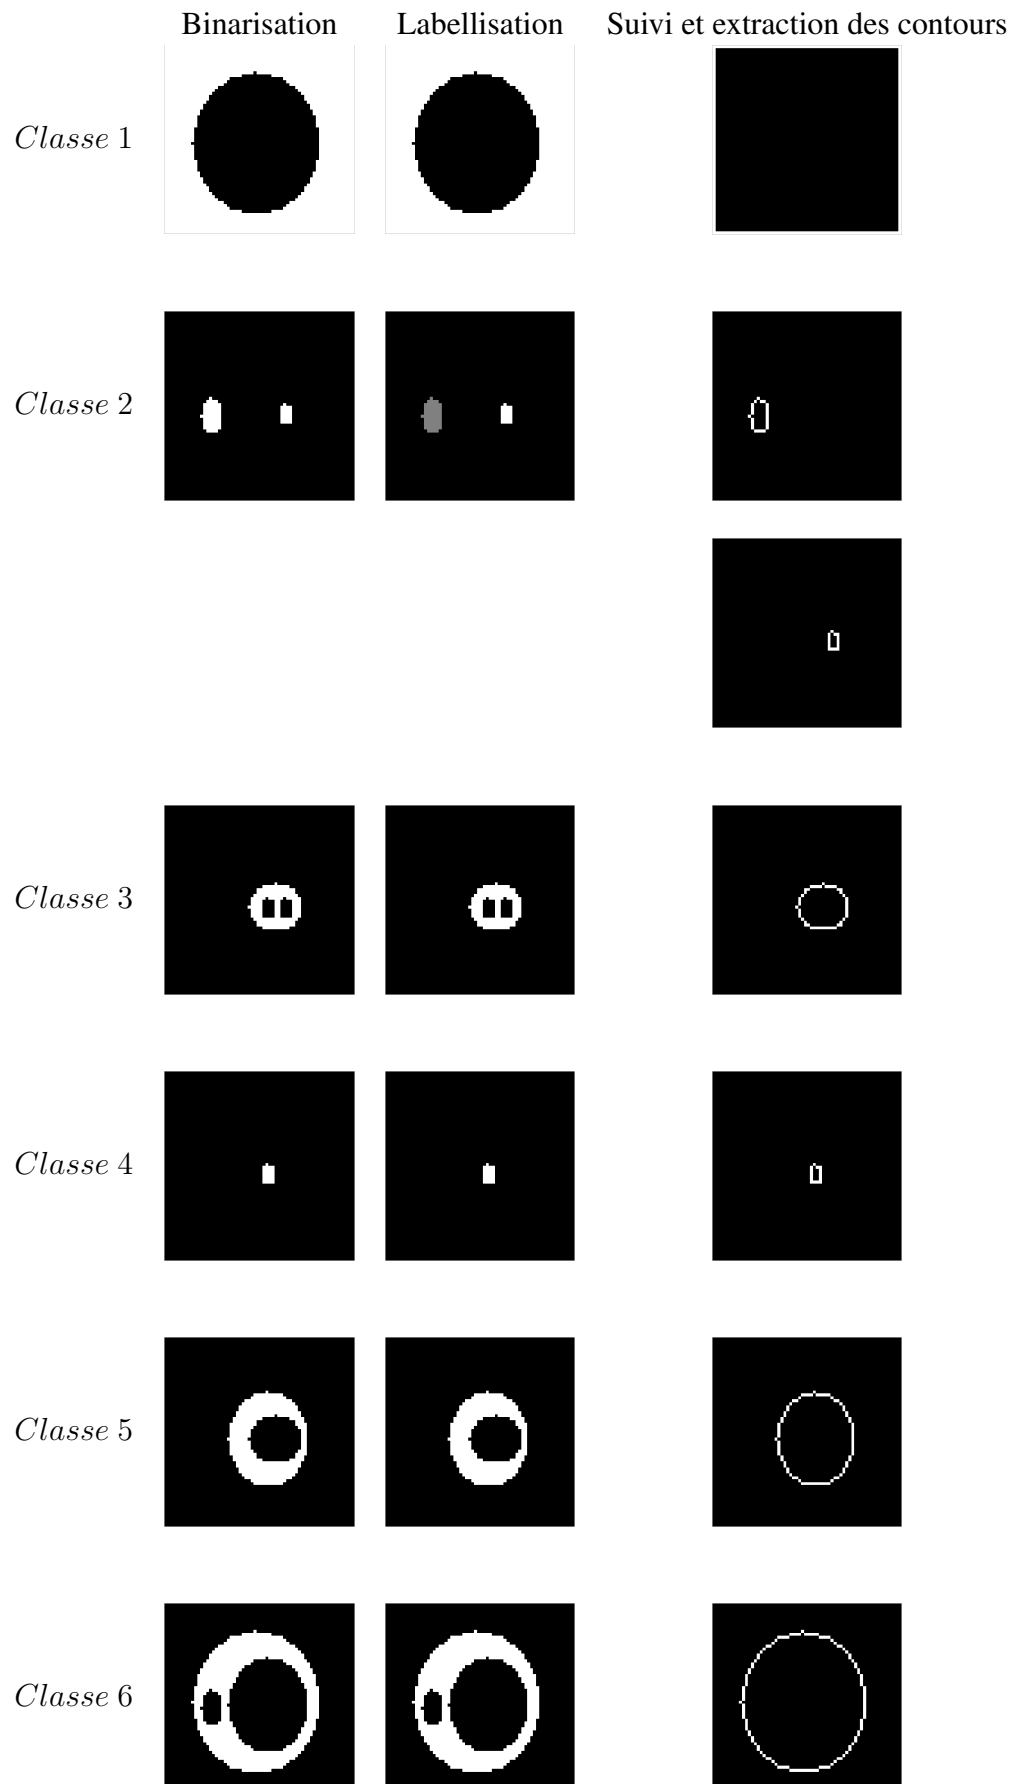 Binarisation Labellisation Suivi et extraction des contours
Classe 1
Classe 2
Classe 3
Classe 4
Classe 5
Classe 6